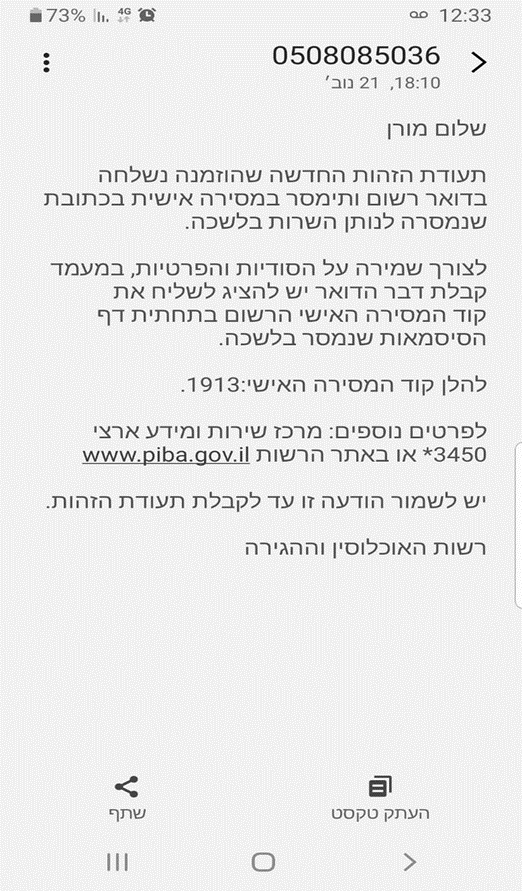 73% 4G 12:33
0508085036
18:10, 21 נוב׳
שלום מורן
תעודת הזהות החדשה שהוזמנה נשלחה
בדואר רשום ותימסר במסירה אישית בכתובת
שנמסרה לנותן השרות בלשכה.
לצורך שמירה על הסודיות והפרטיות, במעמד
קבלת דבר הדואר יש להציג לשליח את
קוד המסירה האישי הרשום בתחתית דף
הסיסמאות שנמסר בלשכה.
להלן קוד המסירה האישי:1913.
לפרטים נוספים: מרכז שירות ומידע ארצי
3450* או באתר הרשות www.piba.gov.il
יש לשמור הודעה זו עד לקבלת תעודת הזהות.
רשות האוכלוסין וההגירה
העתק טקסט
שתף